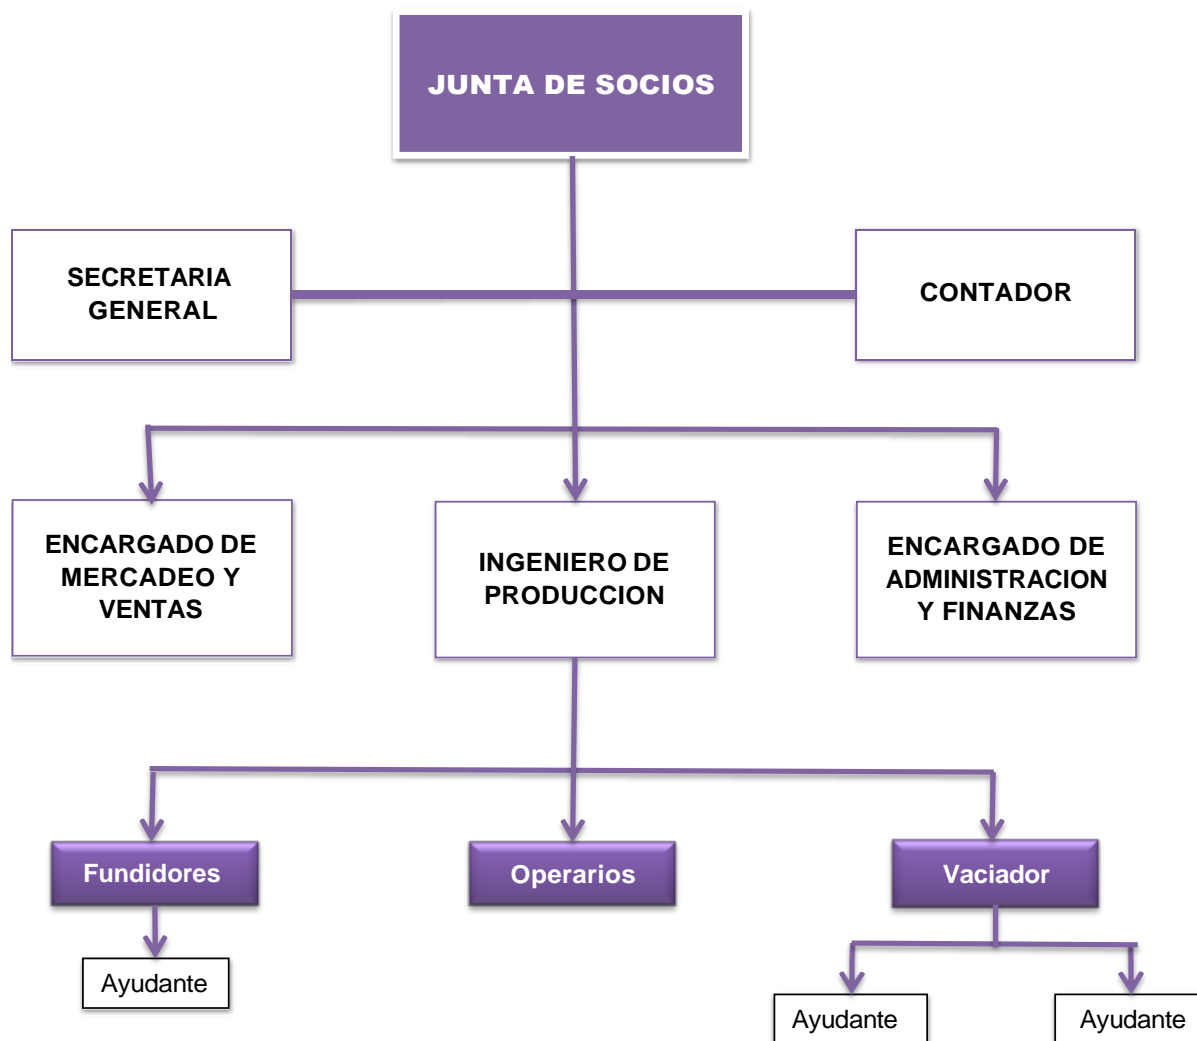 JUNTA DE SOCIOS
SECRETARIA
GENERAL
CONTADOR
ENCARGADO DE
MERCADEO Y
VENTAS
INGENIERO DE
PRODUCCION
ENCARGADO DE
ADMINISTRACION
Y FINANZAS
Fundidores
Operarios
Vaciador
Ayudante
Ayudante
Ayudante